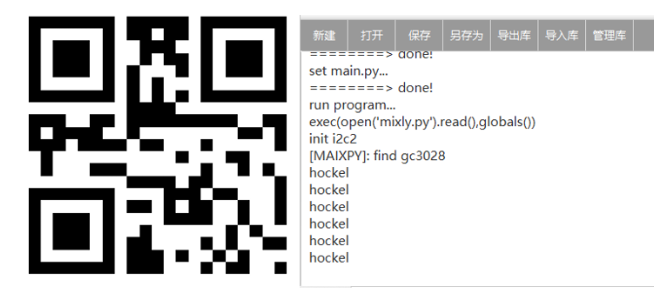 新建 打开 保存 另存为 导出库 导入库 管理库
========> done!
set main.py...
========> done!
run program...
exec(open('mixly.py').read(),globals())
init i2c2
[MAIXPY]: find gc3028
hockel
hockel
hockel
hockel
hockel
hockel